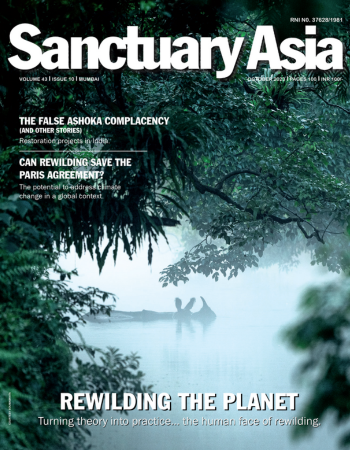 RNI NO. 37628/1981
Sanctuary Asia
VOLUME 43 | ISSUE 10 | MUMBAI
OCTOBER 2023 | PAGES 100 | INR 100/-
THE FALSE ASHOKA COMPLACENCY
(AND OTHER STORIES)
Restoration projects in India.
CAN REWILDING SAVE THE
PARIS AGREEMENT?
The potential to address climate
change in a global context.
REWILDING THE PLANET
Turning theory into practice... the human face of rewilding.